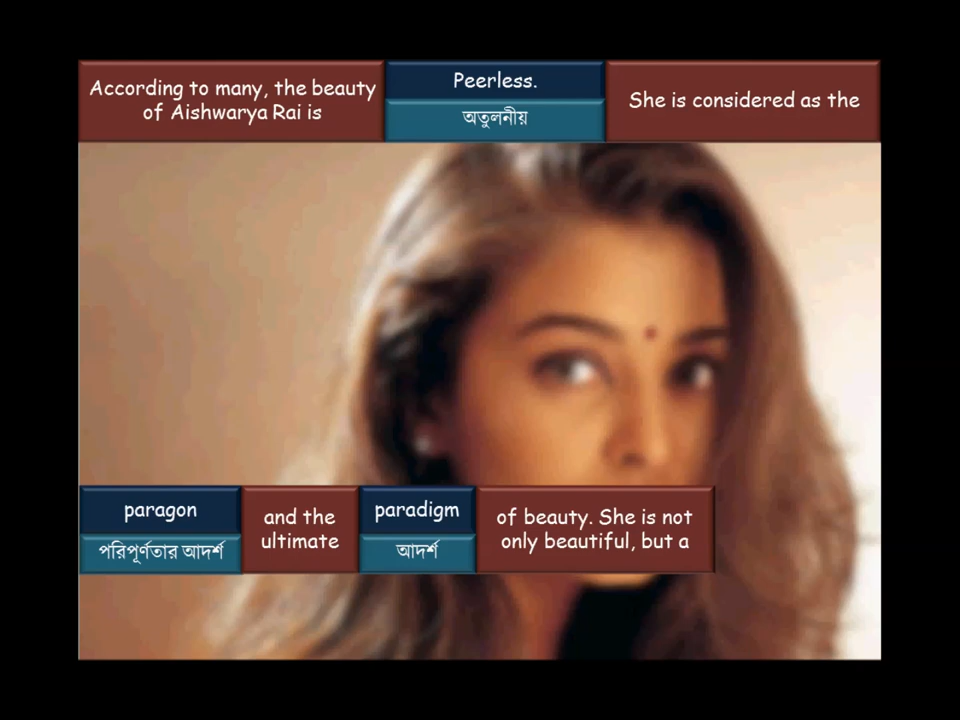 According to many, the beauty
of Aishwarya Rai is
Peerless.
অতুলনীয়
She is considered as the
paragon
পরিপূর্ণতার আদর্শ
and the
ultimate
paradigm
আদর্শ
of beauty. She is not
only beautiful, but a